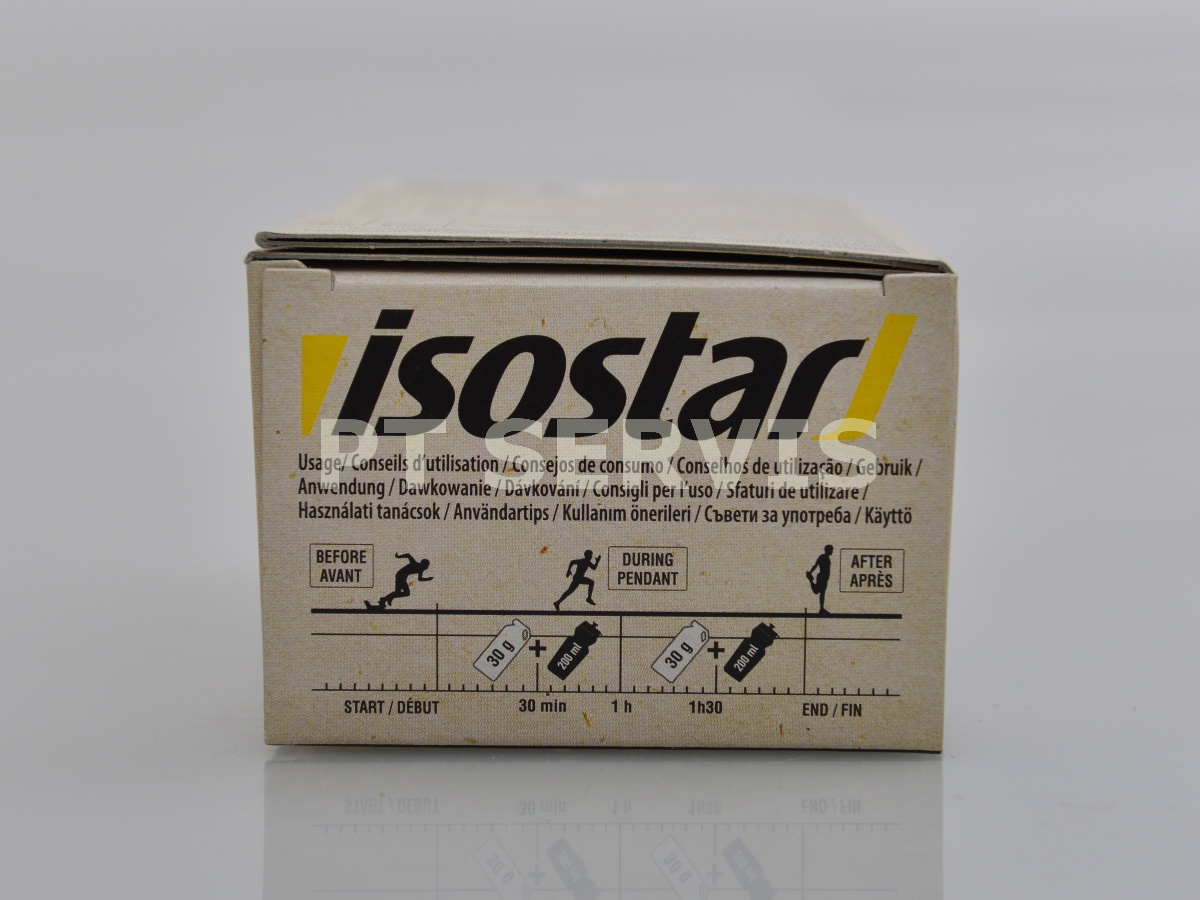 isostar
PT SERVIS
Usage / Conseils d'utilisation / Consejos de consumo / Conselhos de utilização / Gebruik /
Anwendung / Dawkowanie / Dávkování / Consigli per l'uso / Sfaturi de utilizare /
Használati tanácsok / Användartips / Kullanım önerileri / Съвети за употреба / Käyttö
BEFORE
AVANT
DURING
PENDANT
AFTER
APRÈS
30 g + 200 ml 30 g + 200 ml
START / DÉBUT 30 min 1 h 1h30 END / FIN